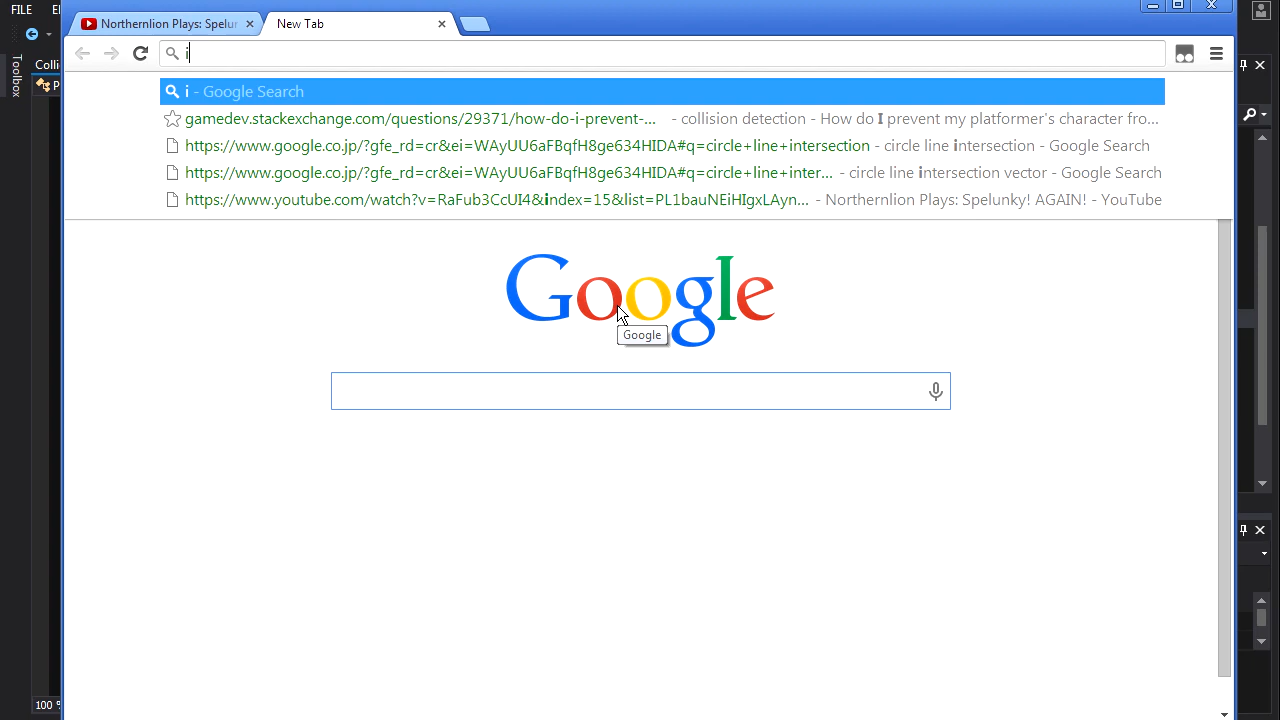 FILE
Northernlion Plays: Spelun
New Tab
Toolbox
Colli
i
P
i - Google Search
gamedev.stackexchange.com/questions/29371/how-do-i-prevent-... - collision detection - How do I prevent my platformer's character fro...
https://www.google.co.jp/?gfe_rd=cr&ei=WAyUU6aFBqfH8ge634HIDA#q=circle+line+intersection - circle line intersection - Google Search
https://www.google.co.jp/?gfe_rd=cr&ei=WAyUU6aFBqfH8ge634HIDA#q=circle+line+inter... - circle line intersection vector - Google Search
https://www.youtube.com/watch?v=RaFub3CcUI4&index=15&list=PL1bauNEiHIgxLAyn... - Northernlion Plays: Spelunky! AGAIN! - YouTube
Google
Google
100 %